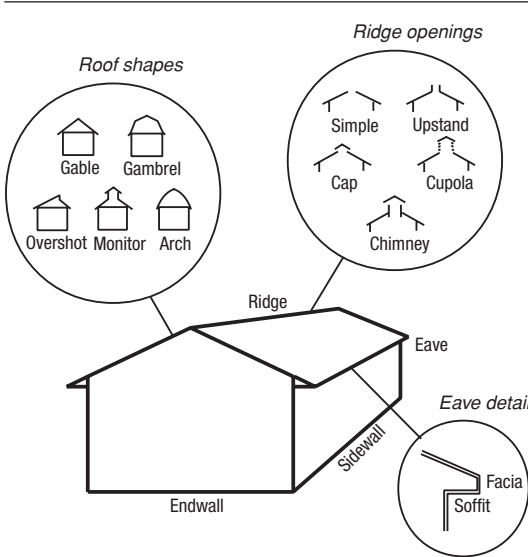 Ridge openings
Roof shapes
Simple Upstand
Gable Gambrel
Cap Cupola
Overshot Monitor Arch
Chimney
Ridge
Eave
Eave detail
Sidewall
Facia
Soffit
Endwall